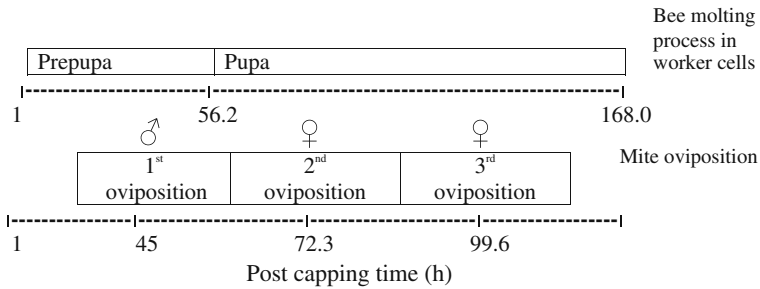 Bee molting
process in
worker cells
Prepupa Pupa
1 56.2 168.0
♂ ♀ ♀
1st 2nd 3rd
oviposition oviposition oviposition
Mite oviposition
1 45 72.3 99.6
Post capping time (h)